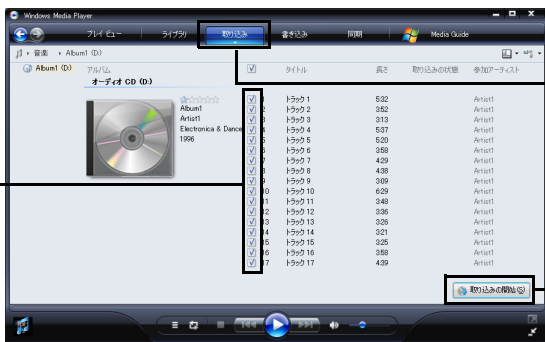 Windows Media Player
プレイ ビュー ライブラリ 取り込み 書き込み 同期 Media Guide
音楽 Album1 (D:)
Album1 (D:) アルバム タイトル 長さ 取り込みの状態 参加アーティスト
オーディオ CD (D:)
Album1
Artist1
Electronica & Dance
1996
1 トラック 1 5:32 Artist1
2 トラック 2 3:52 Artist1
3 トラック 3 3:13 Artist1
4 トラック 4 5:37 Artist1
5 トラック 5 5:20 Artist1
6 トラック 6 3:58 Artist1
7 トラック 7 4:29 Artist1
8 トラック 8 4:38 Artist1
9 トラック 9 3:09 Artist1
10 トラック 10 6:29 Artist1
11 トラック 11 3:48 Artist1
12 トラック 12 3:36 Artist1
13 トラック 13 3:26 Artist1
14 トラック 14 3:21 Artist1
15 トラック 15 3:25 Artist1
16 トラック 16 3:58 Artist1
17 トラック 17 4:39 Artist1
取り込みの開始(S)